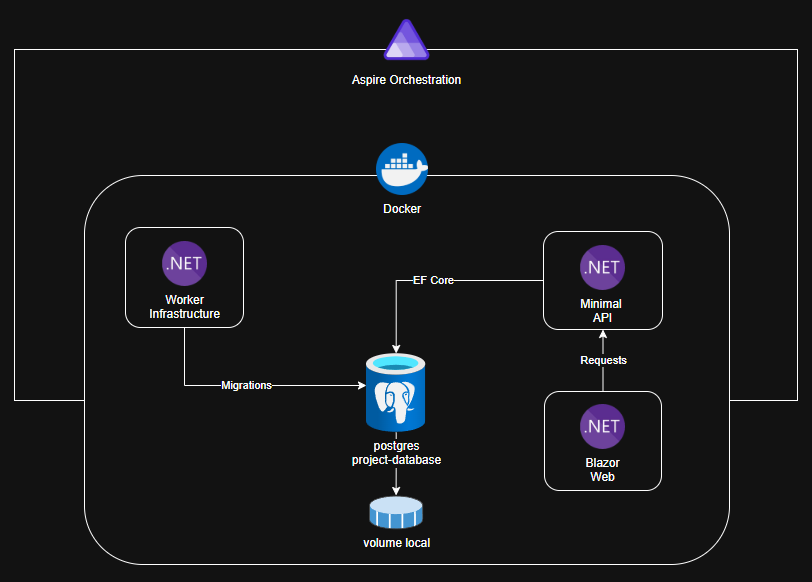 Aspire Orchestration
Docker
.NET
Worker
Infrastructure
.NET
Minimal
API
EF Core
Requests
Migrations
.NET
Blazor
Web
postgres
project-database
volume local